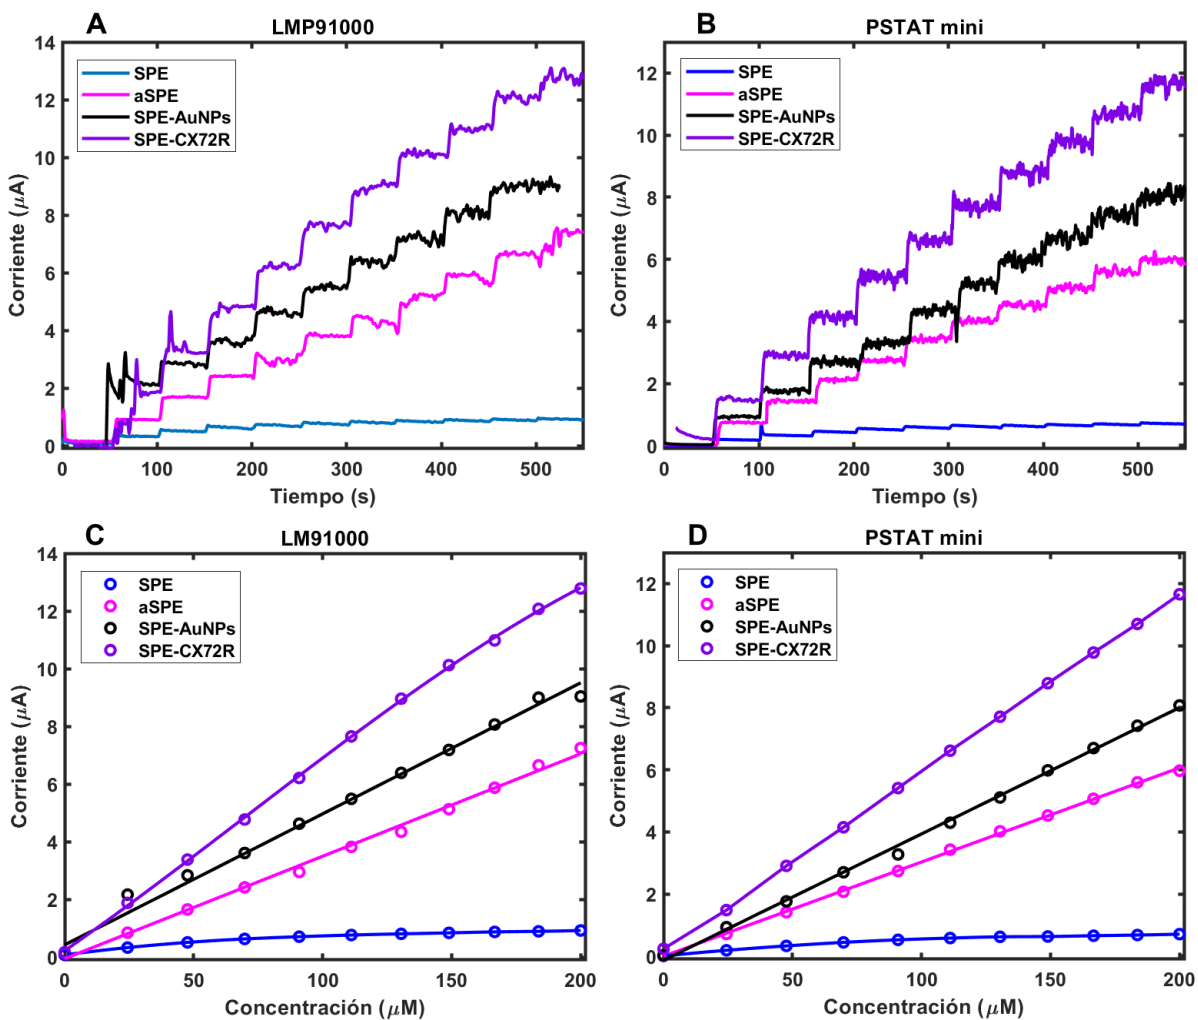 A
LMP91000
14
12
10
8
6
4
2
0
0
100
200
300
400
500
Corriente (μA)
Tiempo (s)
SPE
aSPE
SPE-AuNPs
SPE-CX72R
B
PSTAT mini
12
10
8
6
4
2
0
0
100
200
300
400
500
Corriente (μA)
Tiempo (s)
SPE
aSPE
SPE-AuNPs
SPE-CX72R
C
LM91000
14
12
10
8
6
4
2
0
0
50
100
150
200
Corriente (μA)
Concentración (μM)
SPE
aSPE
SPE-AuNPs
SPE-CX72R
D
PSTAT mini
12
10
8
6
4
2
0
0
50
100
150
200
Corriente (μA)
Concentración (μM)
SPE
aSPE
SPE-AuNPs
SPE-CX72R